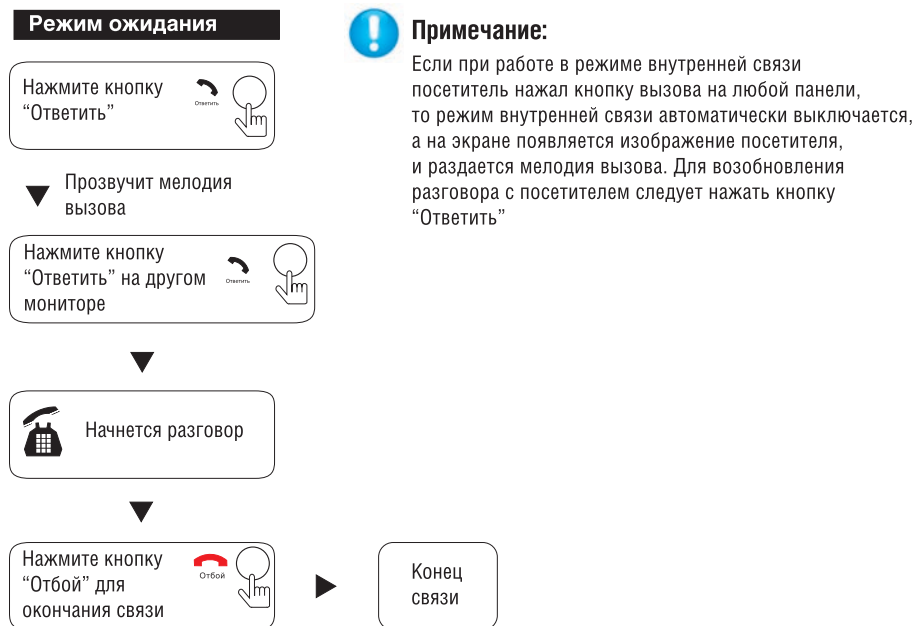 Режим ожидания
Нажмите кнопку
“Ответить”
Ответить
Прозвучит мелодия
вызова
Нажмите кнопку
“Ответить” на другом
мониторе
Ответить
Начнется разговор
Нажмите кнопку
“Отбой” для
окончания связи
Отбой
Конец
связи
Примечание:
Если при работе в режиме внутренней связи
посетитель нажал кнопку вызова на любой панели,
то режим внутренней связи автоматически выключается,
а на экране появляется изображение посетителя,
и раздается мелодия вызова. Для возобновления
разговора с посетителем следует нажать кнопку
“Ответить”